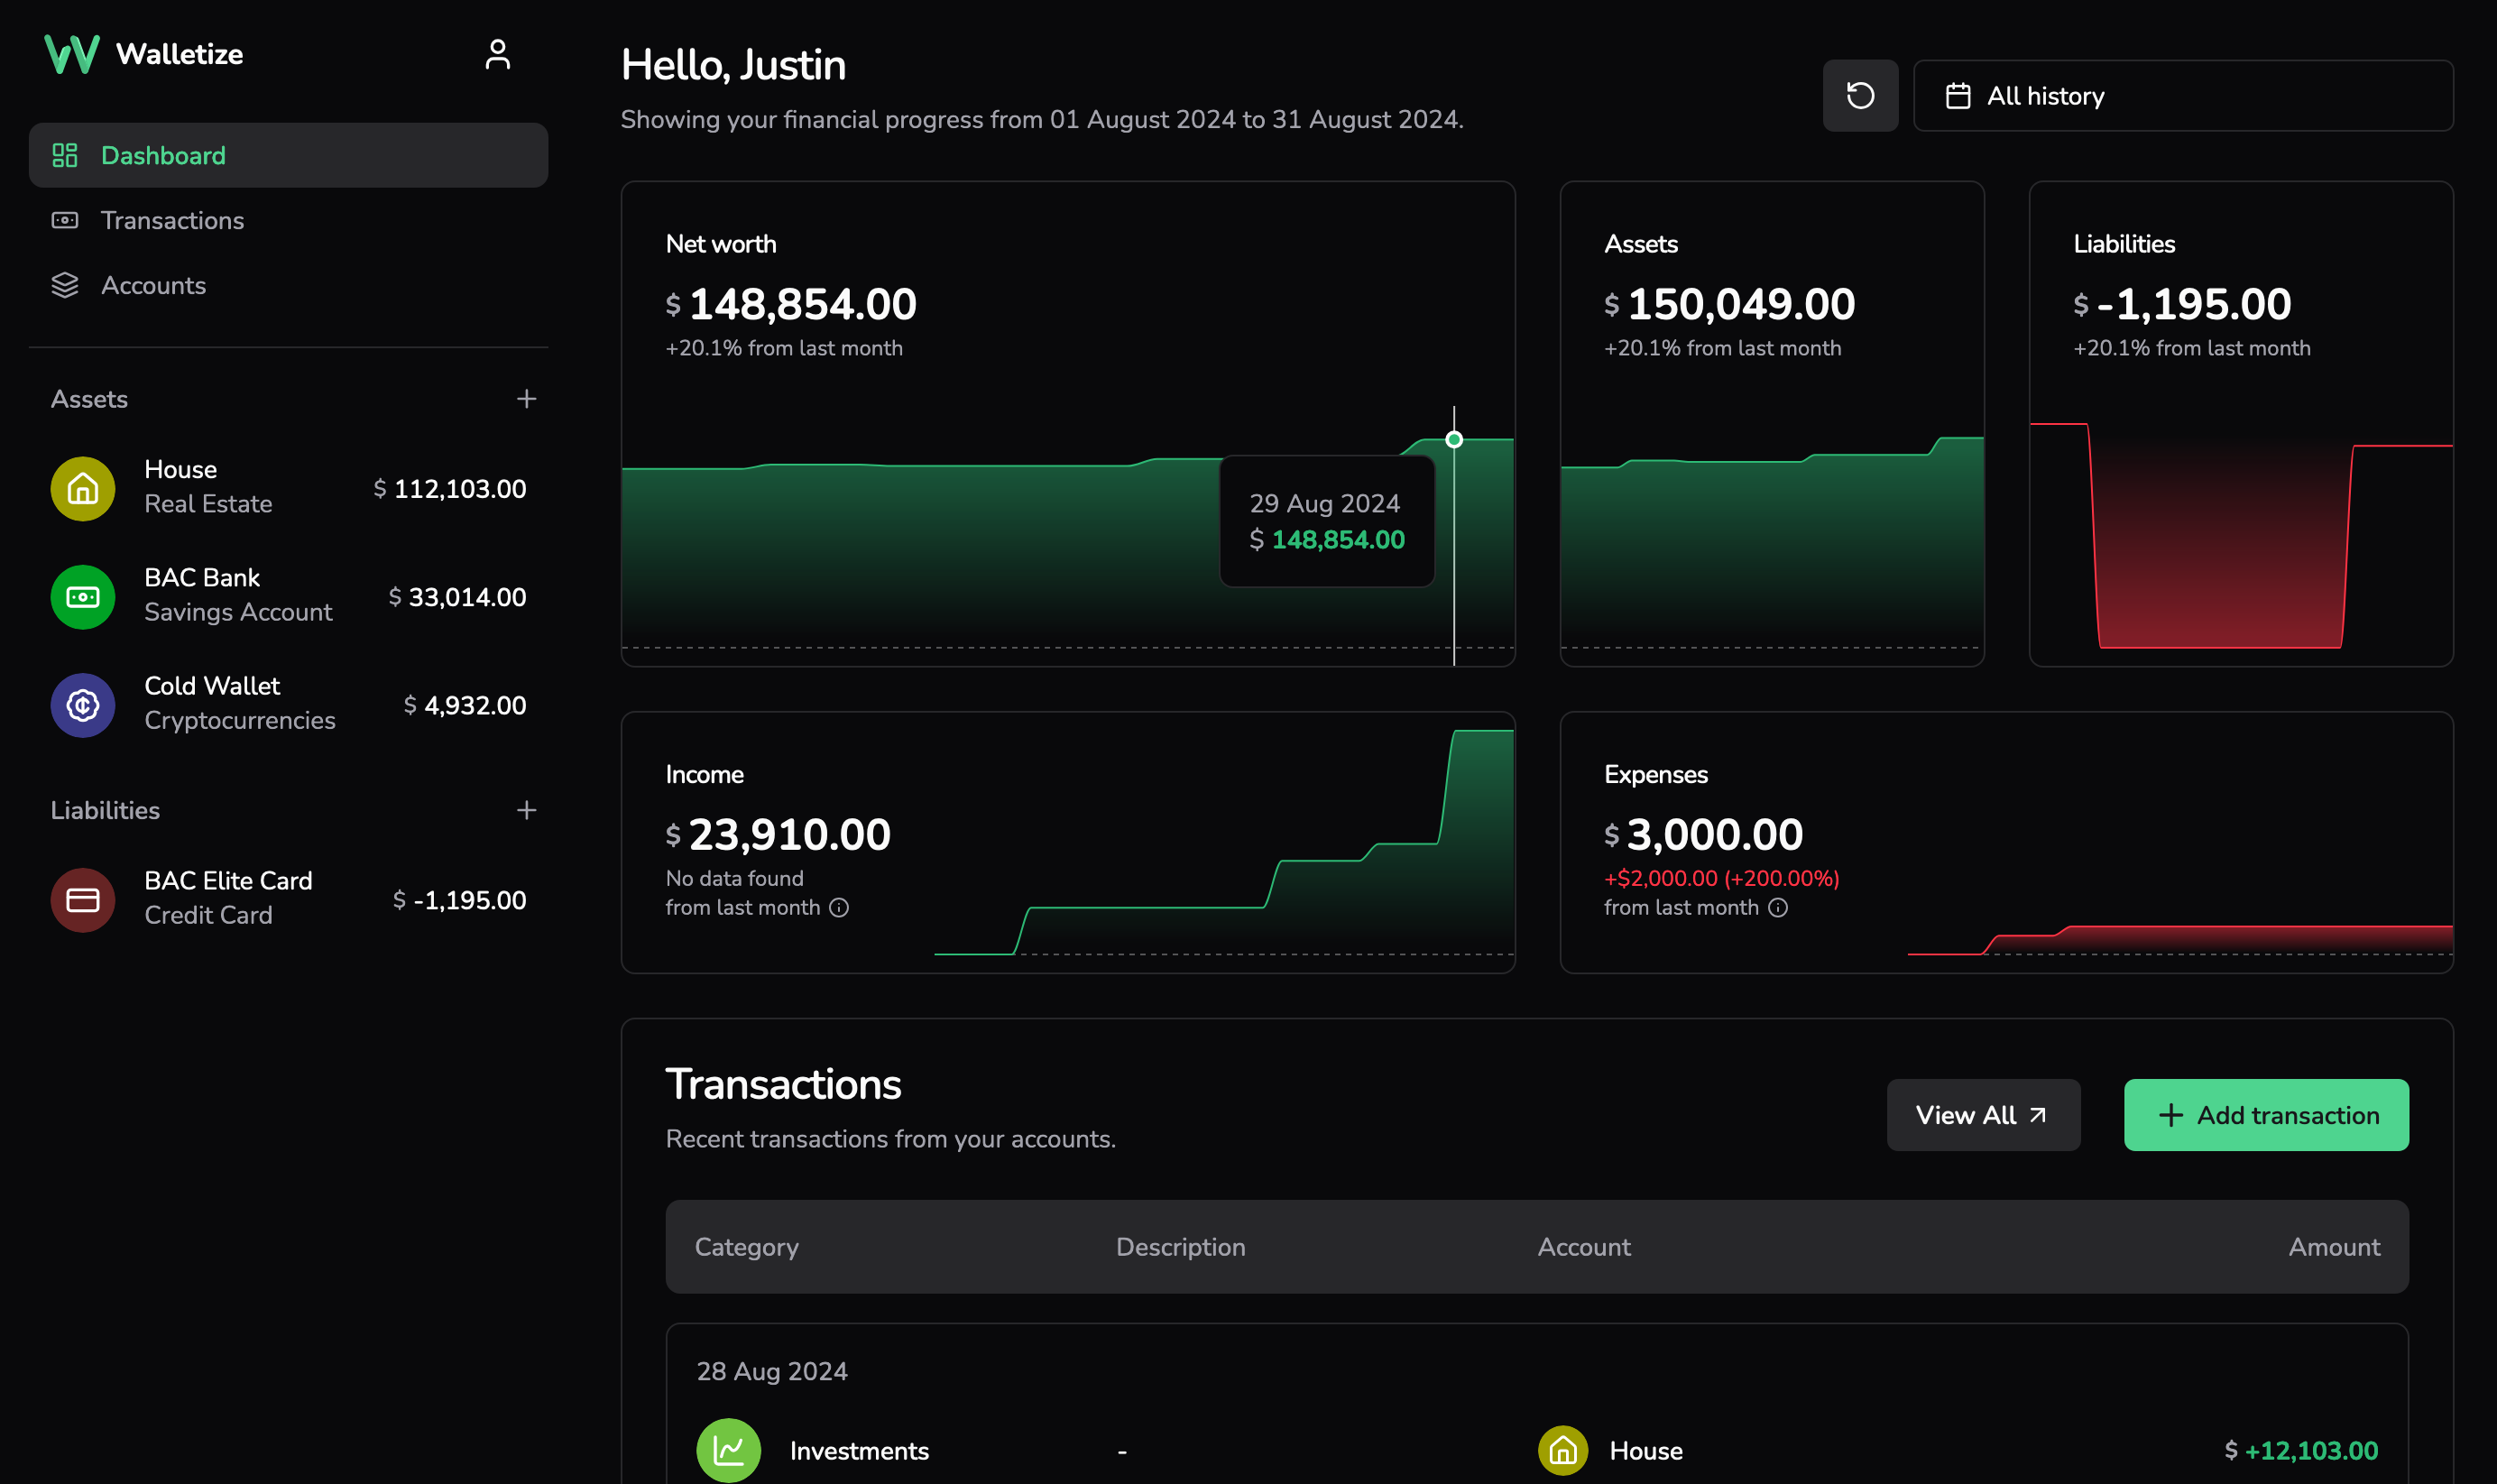 Walletize
Dashboard
Transactions
Accounts
Assets
House
Real Estate
$ 112,103.00
BAC Bank
Savings Account
$ 33,014.00
Cold Wallet
Cryptocurrencies
$ 4,932.00
Liabilities
BAC Elite Card
Credit Card
$ -1,195.00
Hello, Justin
Showing your financial progress from 01 August 2024 to 31 August 2024.
All history
Net worth
$ 148,854.00
+20.1% from last month
29 Aug 2024
$ 148,854.00
Assets
$ 150,049.00
+20.1% from last month
Liabilities
$ -1,195.00
+20.1% from last month
Income
$ 23,910.00
No data found
from last month
Expenses
$ 3,000.00
+$2,000.00 (+200.00%)
from last month
Transactions
Recent transactions from your accounts.
View All
Add transaction
Category Description Account Amount
28 Aug 2024
Investments - House $ +12,103.00